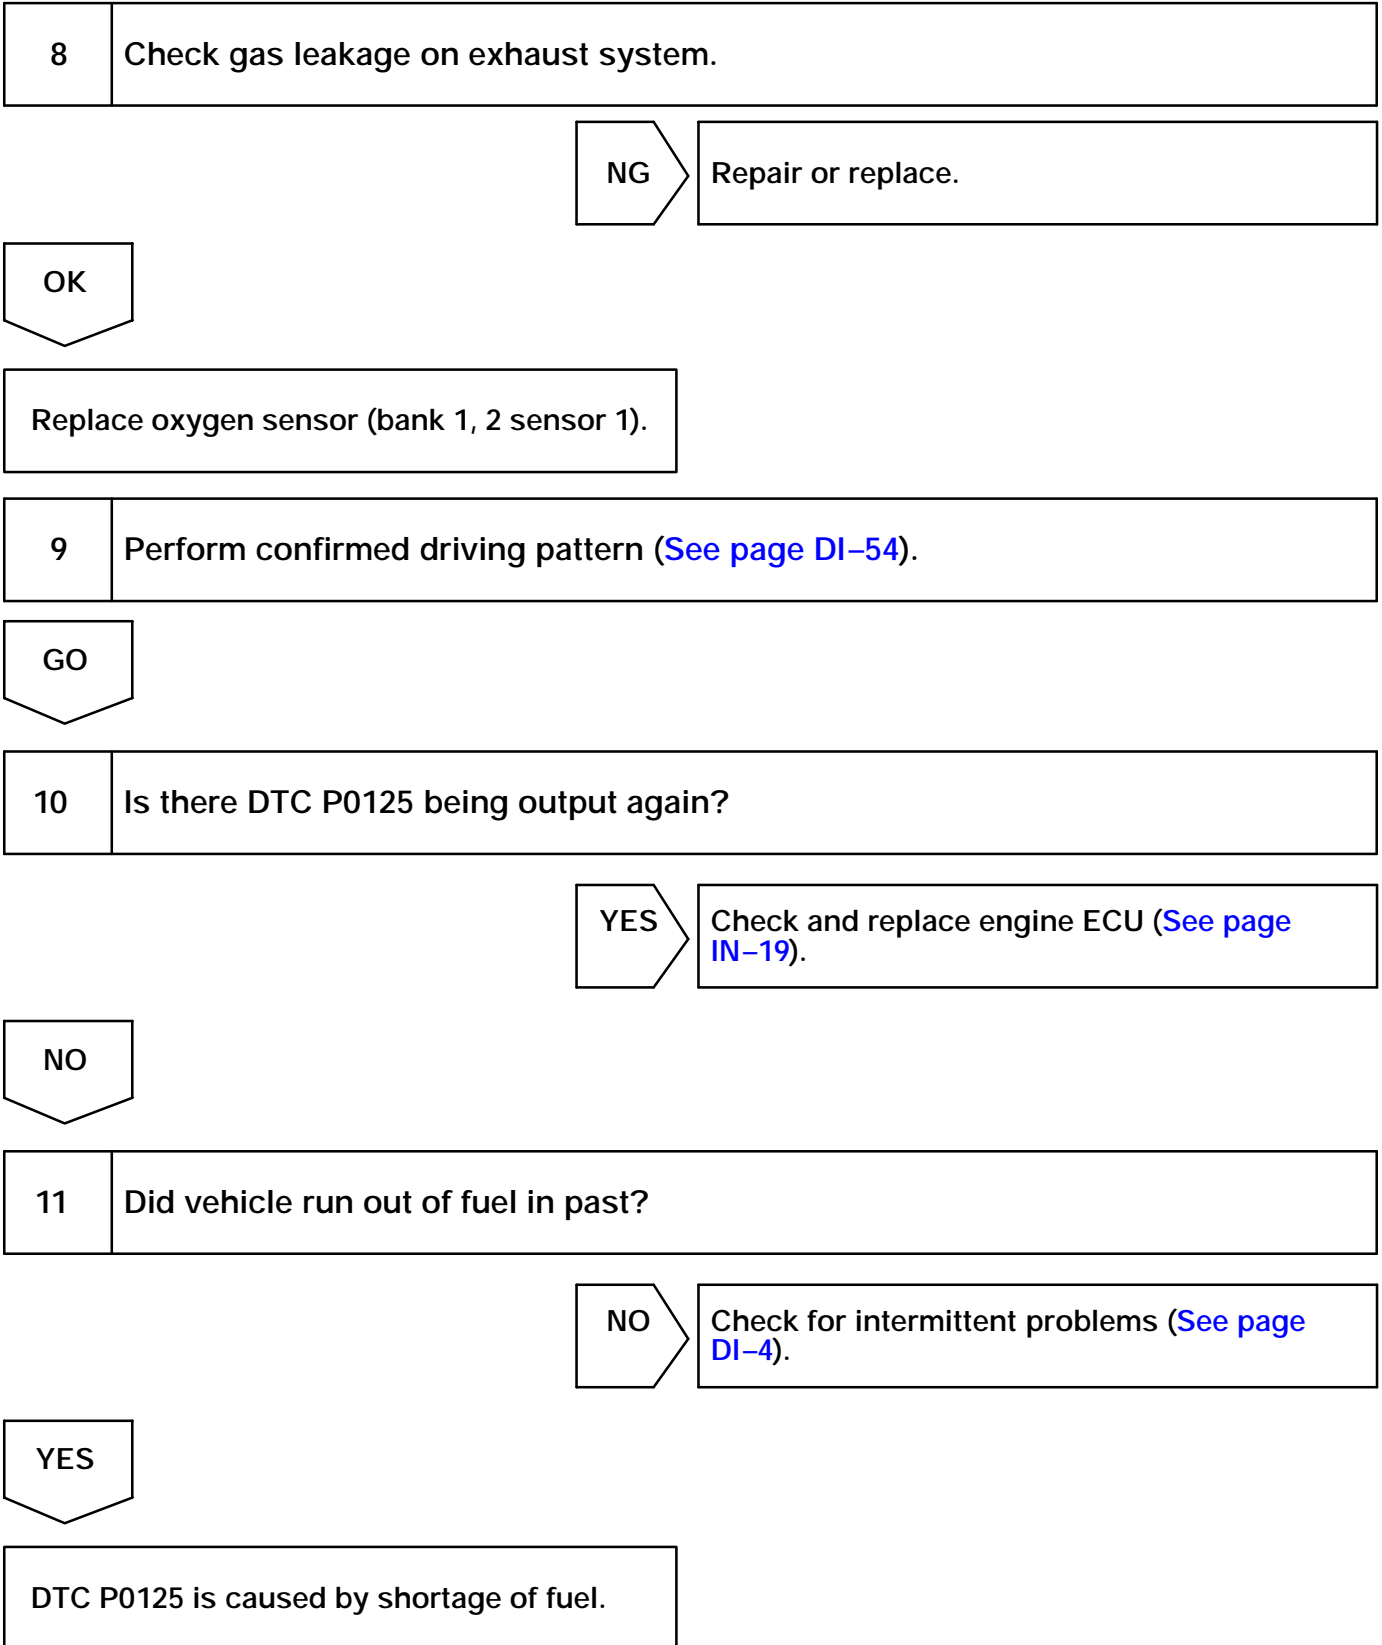 8 Check gas leakage on exhaust system.
NG Repair or replace.
OK
Replace oxygen sensor (bank 1, 2 sensor 1).
9 Perform confirmed driving pattern (See page DI–54).
GO
10 Is there DTC P0125 being output again?
YES Check and replace engine ECU (See page
IN–19).
NO
11 Did vehicle run out of fuel in past?
NO Check for intermittent problems (See page
DI–4).
YES
DTC P0125 is caused by shortage of fuel.